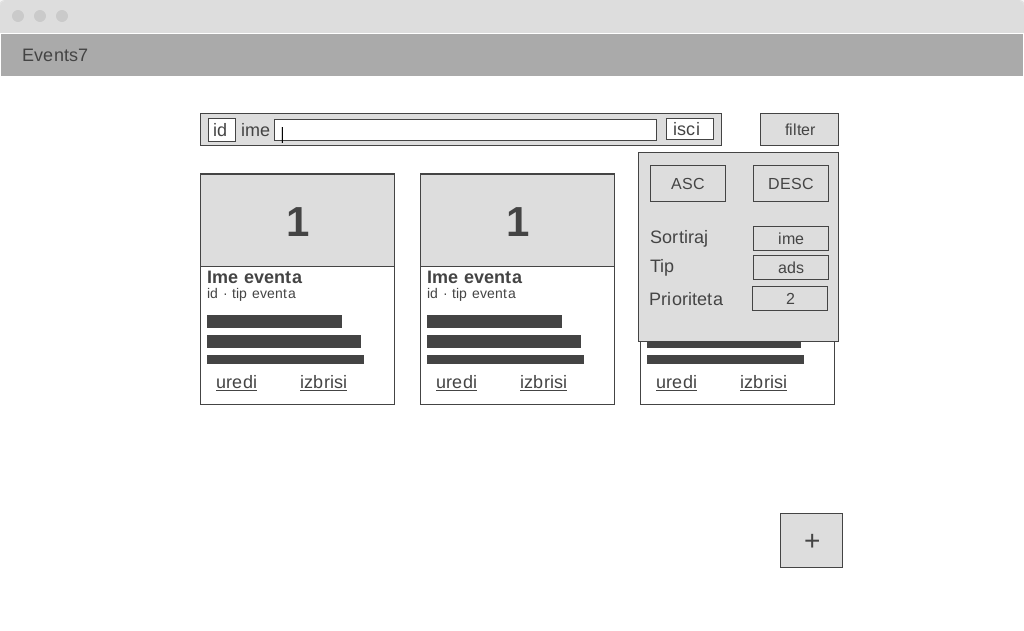 Events7
id ime isci filter
ASC DESC
1 1
Sortiraj ime
Tip ads
Prioriteta 2
Ime eventa Ime eventa
id · tip eventa id · tip eventa
uredi izbrisi uredi izbrisi uredi izbrisi
+